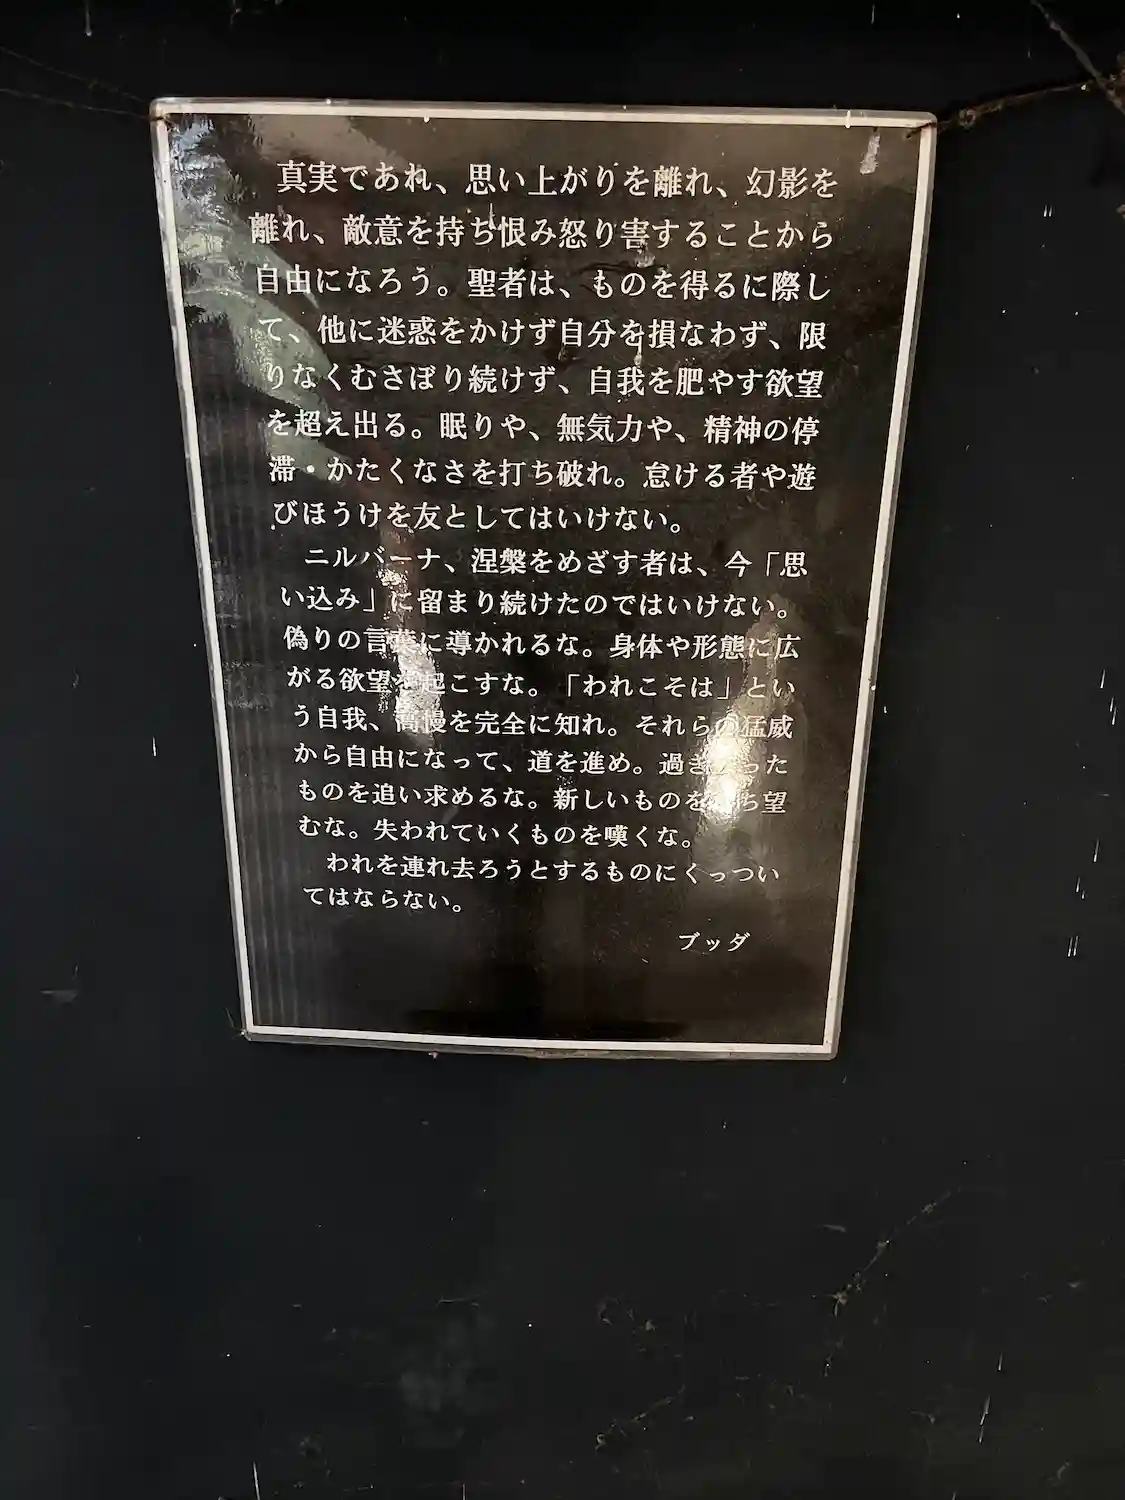 真実であれ、思い上がりを離れ、幻影を
離れ、敵意を持ち恨み怒り害することから
自由になろう。聖者は、ものを得るに際し
て、他に迷惑をかけず自分を損なわず、限
りなくむさぼり続けず、自我を肥やす欲望
を超え出る。眠りや、無気力や、精神の停
滞・かたくなさを打ち破れ。怠ける者や遊
びほうけを友としてはいけない。
ニルバーナ、涅槃をめざす者は、今「思
い込み」に留まり続けたのではいけない。
偽りの言葉に導かれるな。身体や形態に広
がる欲望を起こすな。「われこそは」とい
う自我、高慢を完全に知れ。それらの猛威
から自由になって、道を進め。過ぎ去った
ものを追い求めるな。新しいものを待ち望
むな。失われていくものを嘆くな。
われを連れ去ろうとするものにくっつい
てはならない。
ブッダ